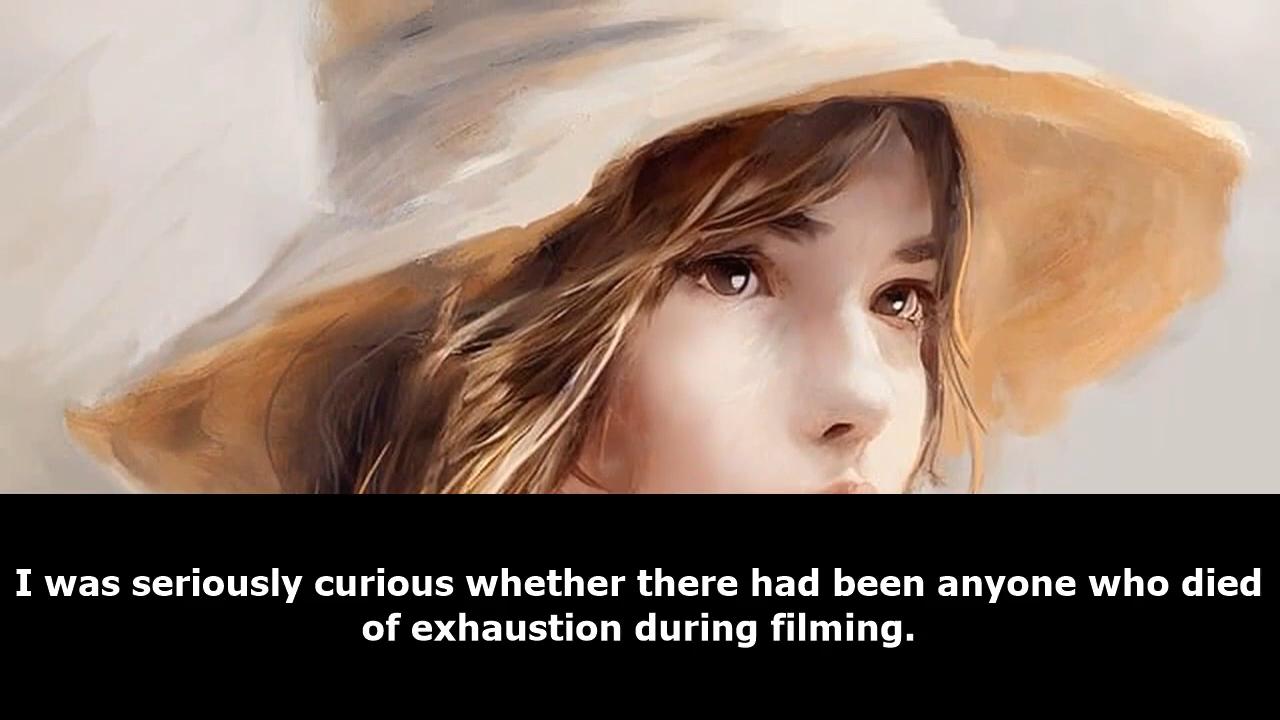 I was seriously curious whether there had been anyone who died
of exhaustion during filming.